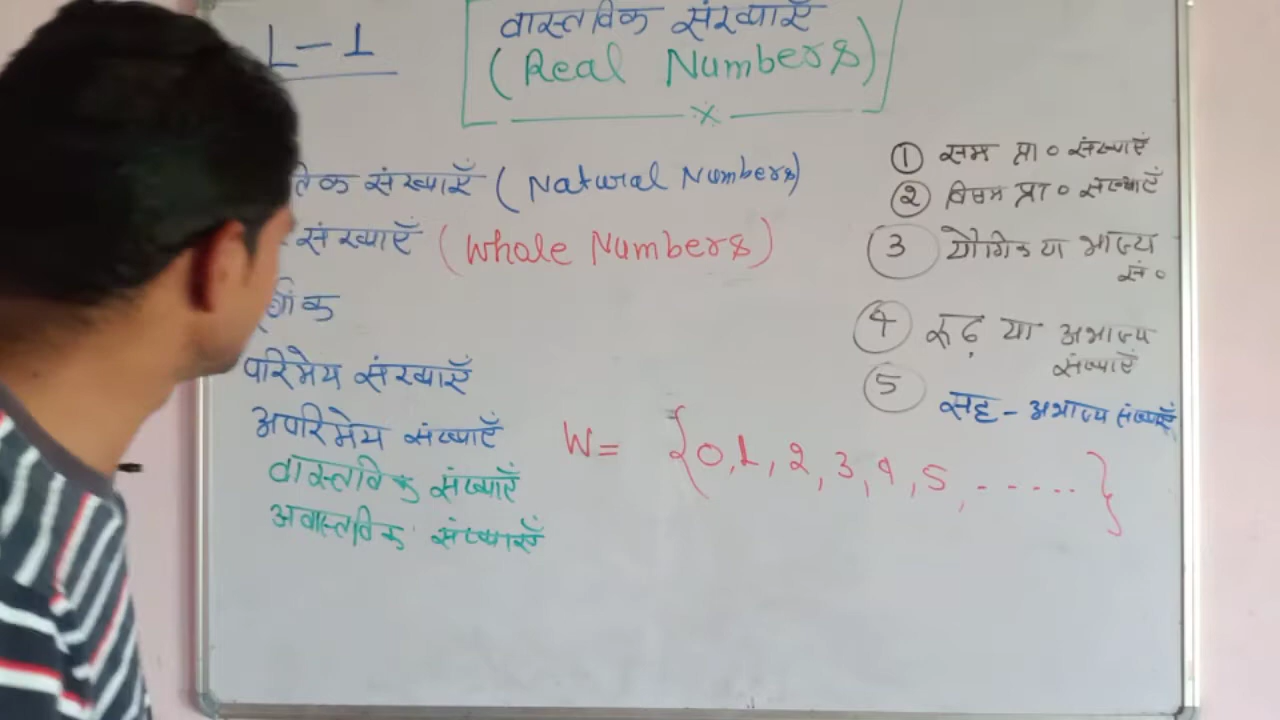 L-1
वास्तविक संख्याएँ
(Real Numbers)
तिक संख्याएँ (Natural Numbers)
संख्याएँ (Whole Numbers)
र्णांक
परिमेय संख्याएँ
अपरिमेय संख्याएँ
वास्तविक संख्याएँ
अवास्तविक संख्याएँ
W = {0,1,2,3,4,5,-----}
① सम प्रा० संख्याएँ
② विषम प्रा० संख्याएँ
③ यौगिक या भाज्य
सं०
④ रूढ़ या अभाज्य
संख्याएँ
⑤ सह-अभाज्य संख्याएँ